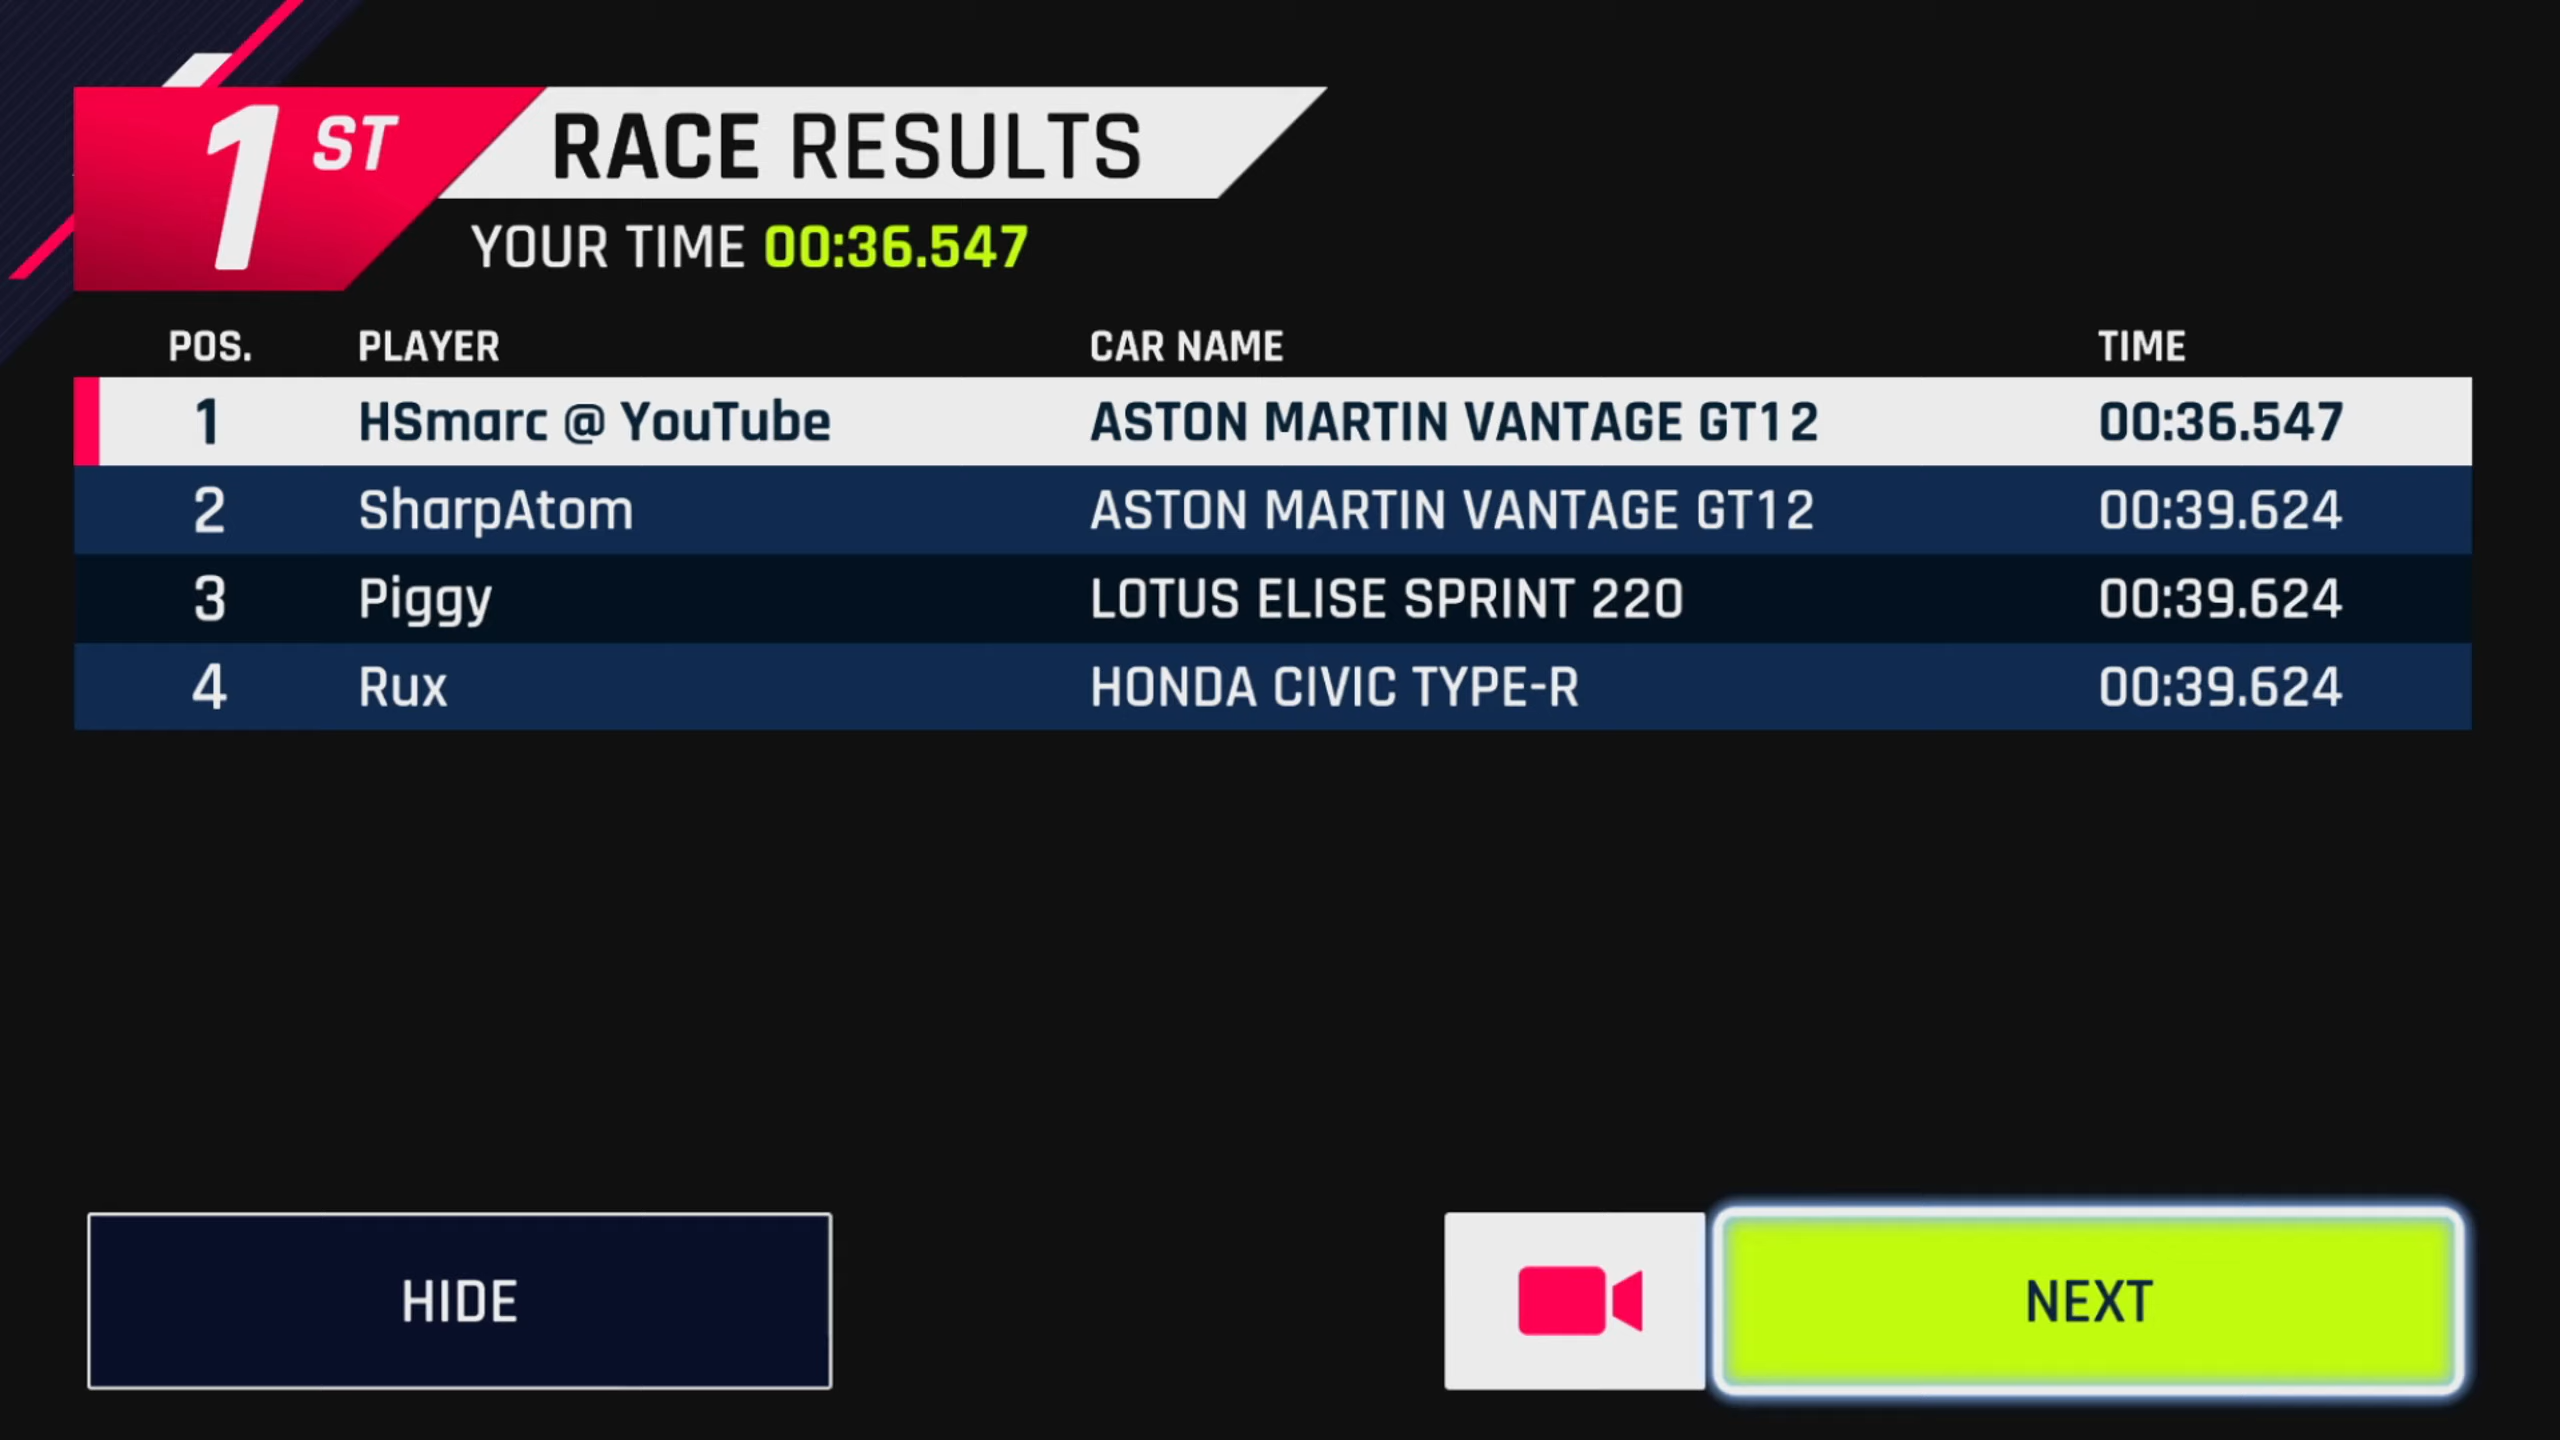 1 ST
RACE RESULTS
YOUR TIME 00:36.547
POS. PLAYER CAR NAME TIME
1 HSmarc @ YouTube ASTON MARTIN VANTAGE GT12 00:36.547
2 SharpAtom ASTON MARTIN VANTAGE GT12 00:39.624
3 Piggy LOTUS ELISE SPRINT 220 00:39.624
4 Rux HONDA CIVIC TYPE-R 00:39.624
HIDE NEXT